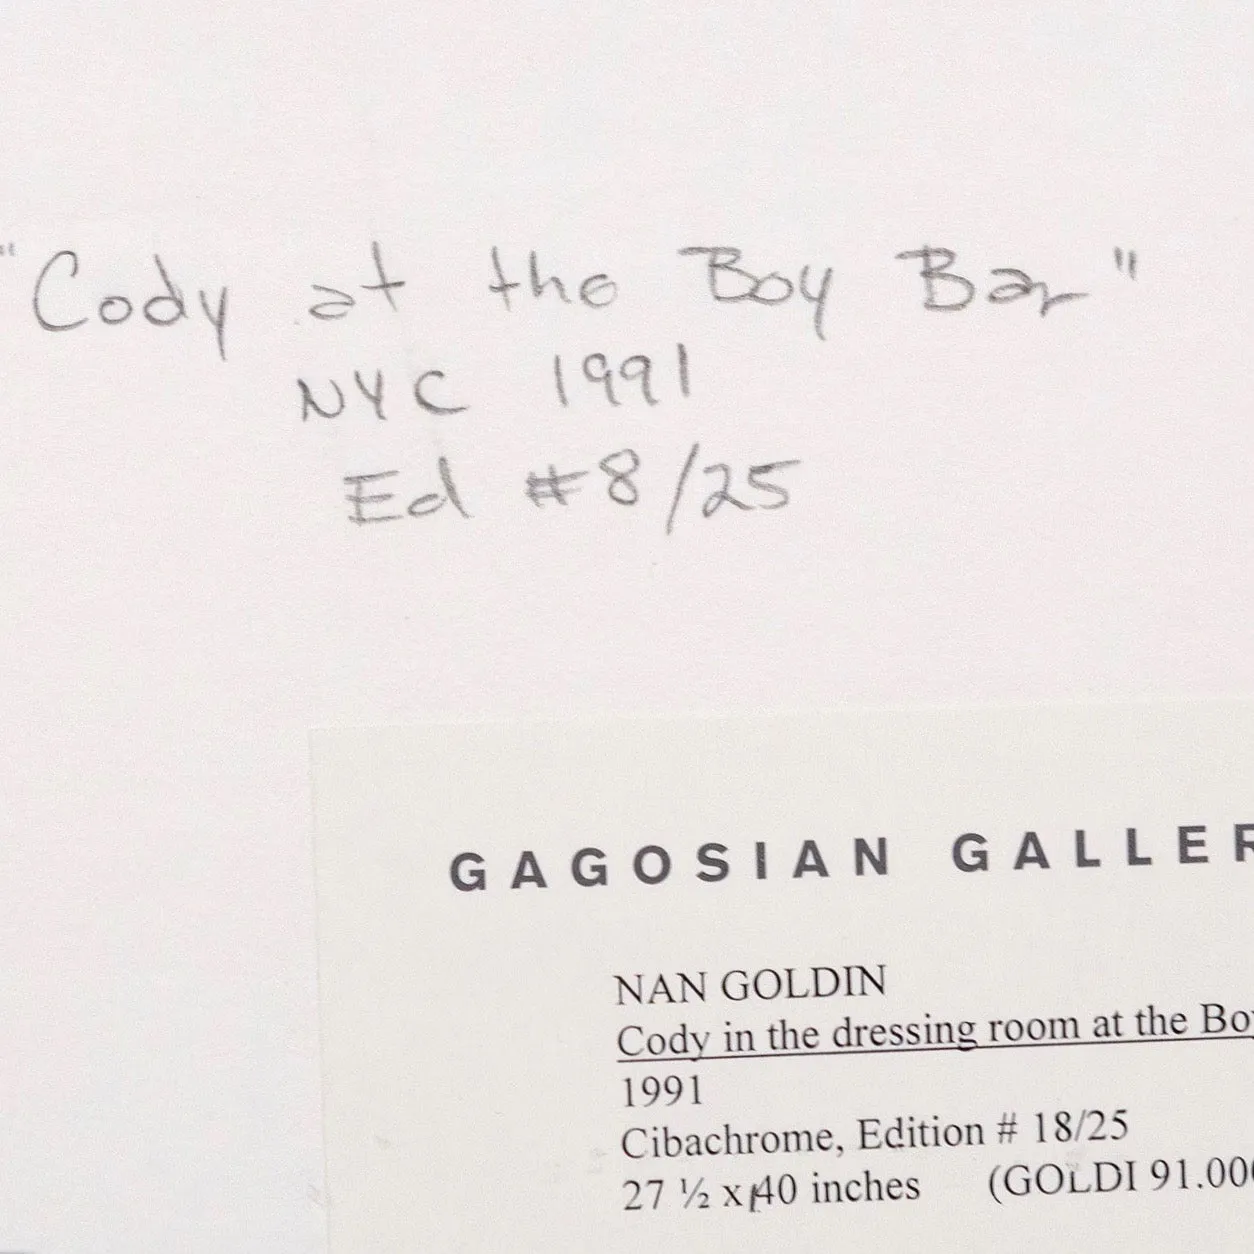 "Cody at the Boy Bar"
NYC 1991
Ed #8/25
GAGOSIAN GALLER
NAN GOLDIN
Cody in the dressing room at the Bo
1991
Cibachrome, Edition # 18/25
27 ½ x 40 inches (GOLDI 91.00